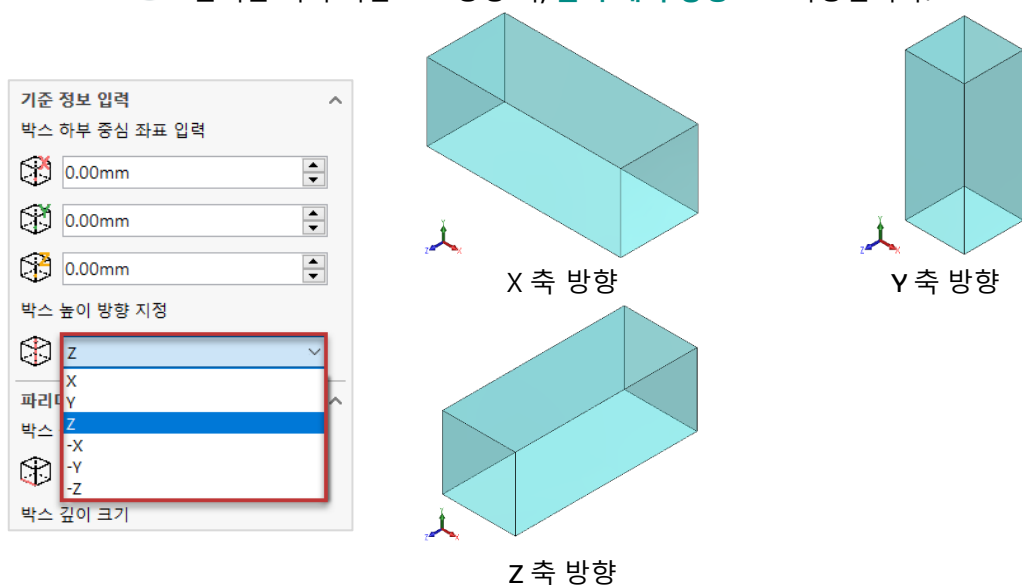 기준 정보 입력
박스 하부 중심 좌표 입력
0.00mm
0.00mm
0.00mm
박스 높이 방향 지정
Z
X
Y
Z
-X
-Y
-Z
박스
박스 깊이 크기
X 축 방향
Y 축 방향
Z 축 방향